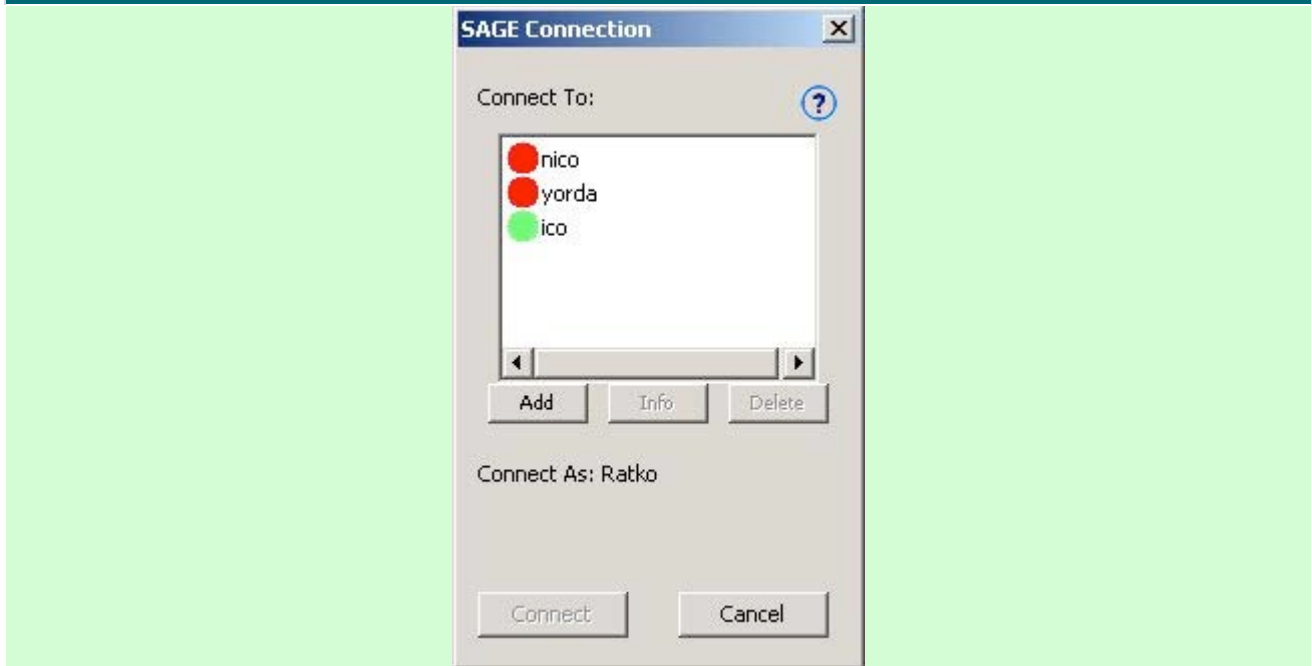 SAGE Connection
Connect To:
?
nico
yorda
ico
Add Info Delete
Connect As: Ratko
Connect Cancel